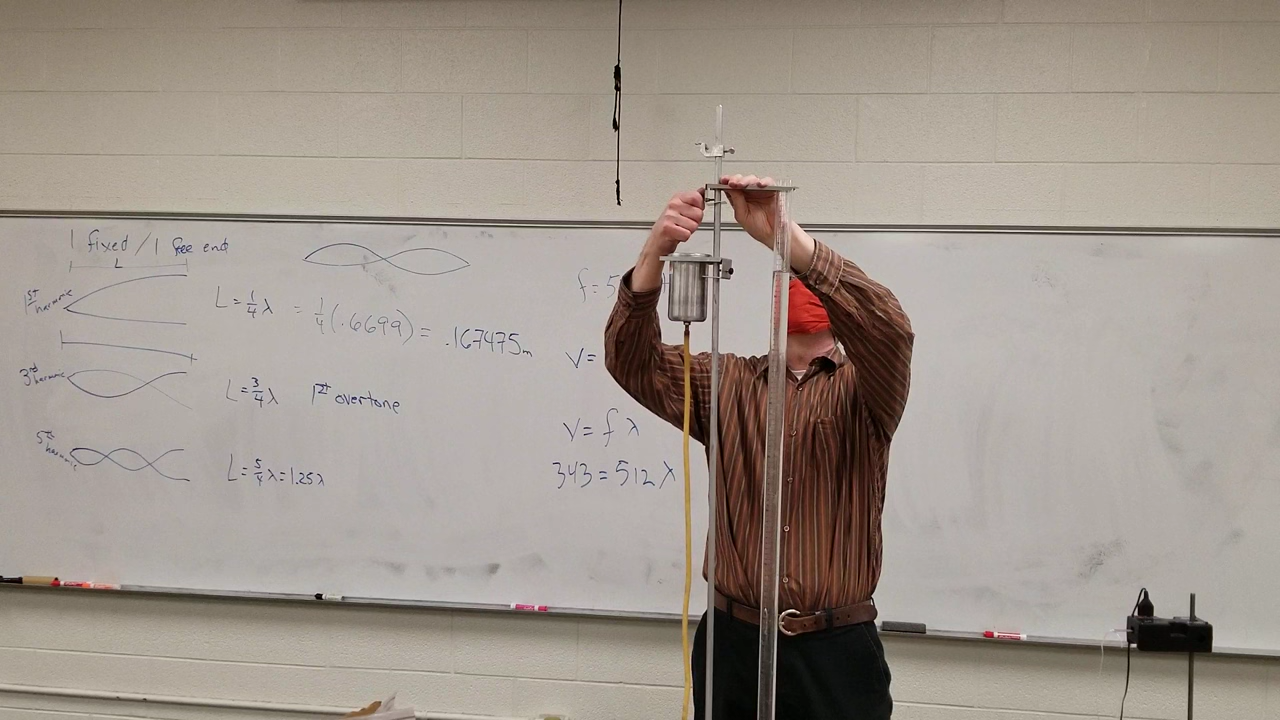 1 fixed / 1 free end
L
1st harmonic
L = 1/4 λ = 1/4 (.6699) = .167475m
3rd harmonic
L = 3/4 λ 1st overtone
5th harmonic
L = 5/4 λ = 1.25λ
f = 5
v =
v = f λ
343 = 512 λ